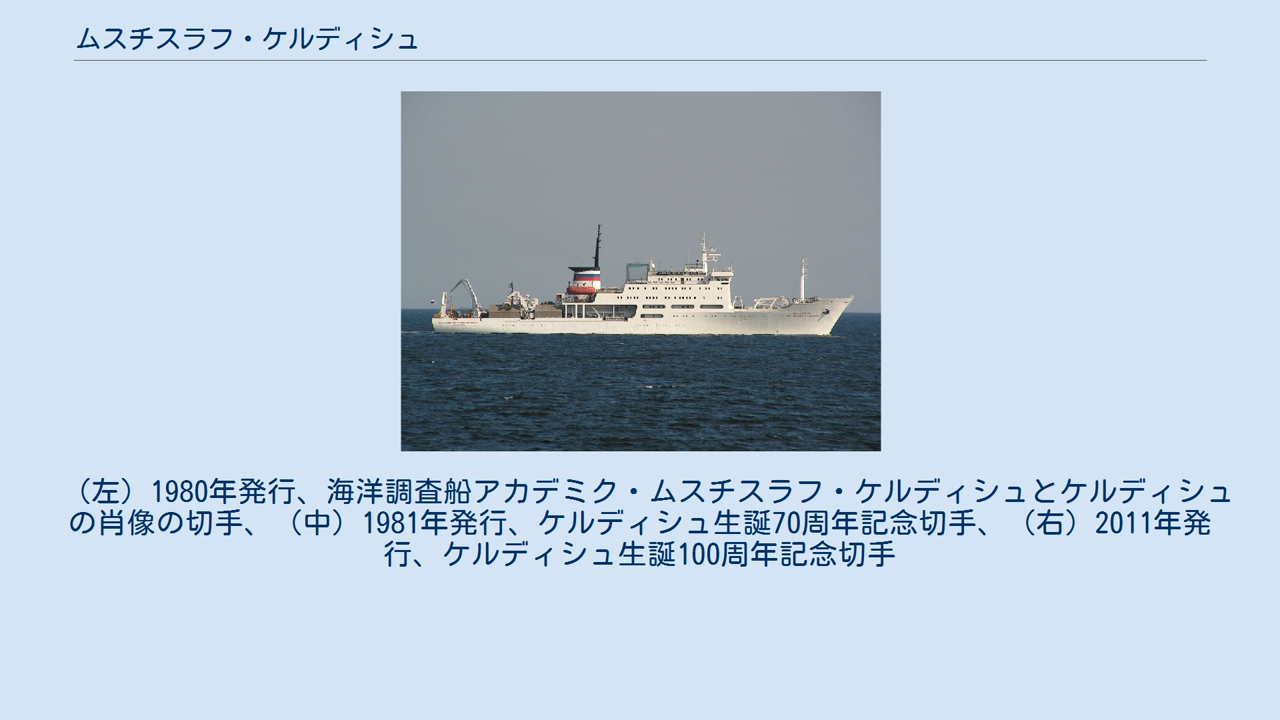 ムスチスラフ・ケルディシュ
（左）1980年発行、海洋調査船アカデミク・ムスチスラフ・ケルディシュとケルディシュ
の肖像の切手、（中）1981年発行、ケルディシュ生誕70周年記念切手、（右）2011年発
行、ケルディシュ生誕100周年記念切手